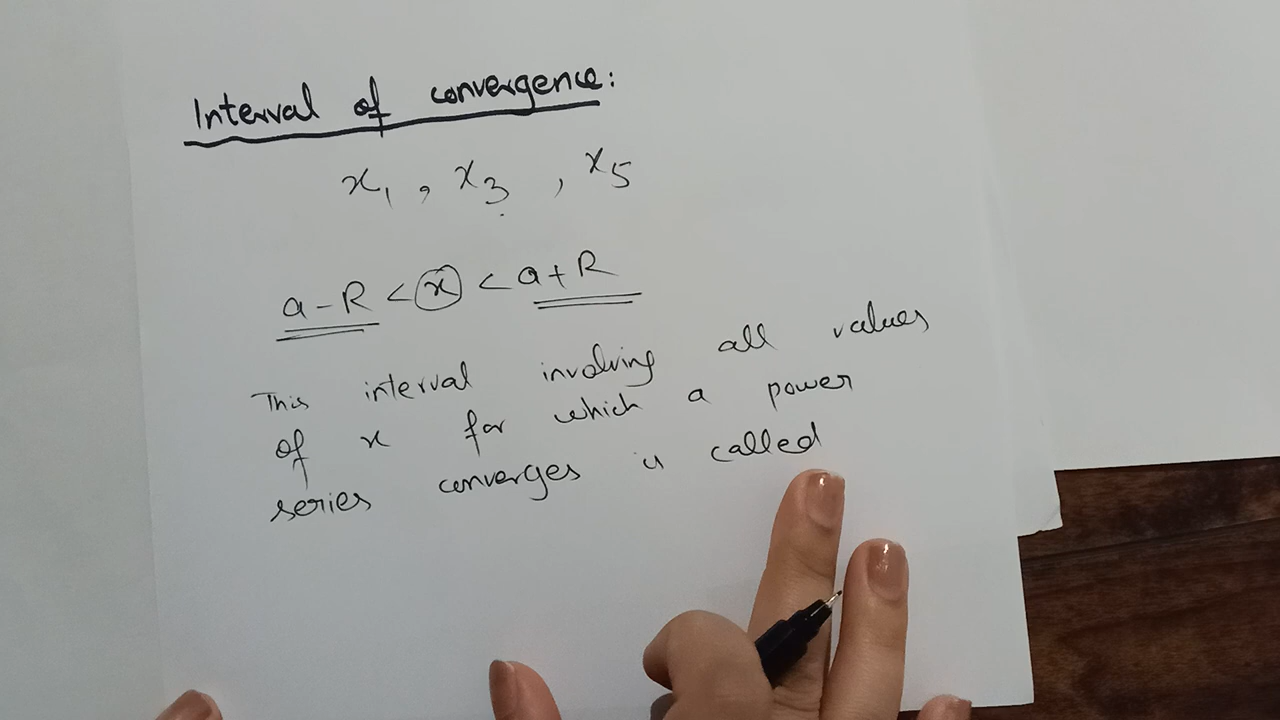 Interval of convergence:
x₁, x₃, x₅
a-R < x < a+R
This interval involving all values
of x for which a power
series converges is called